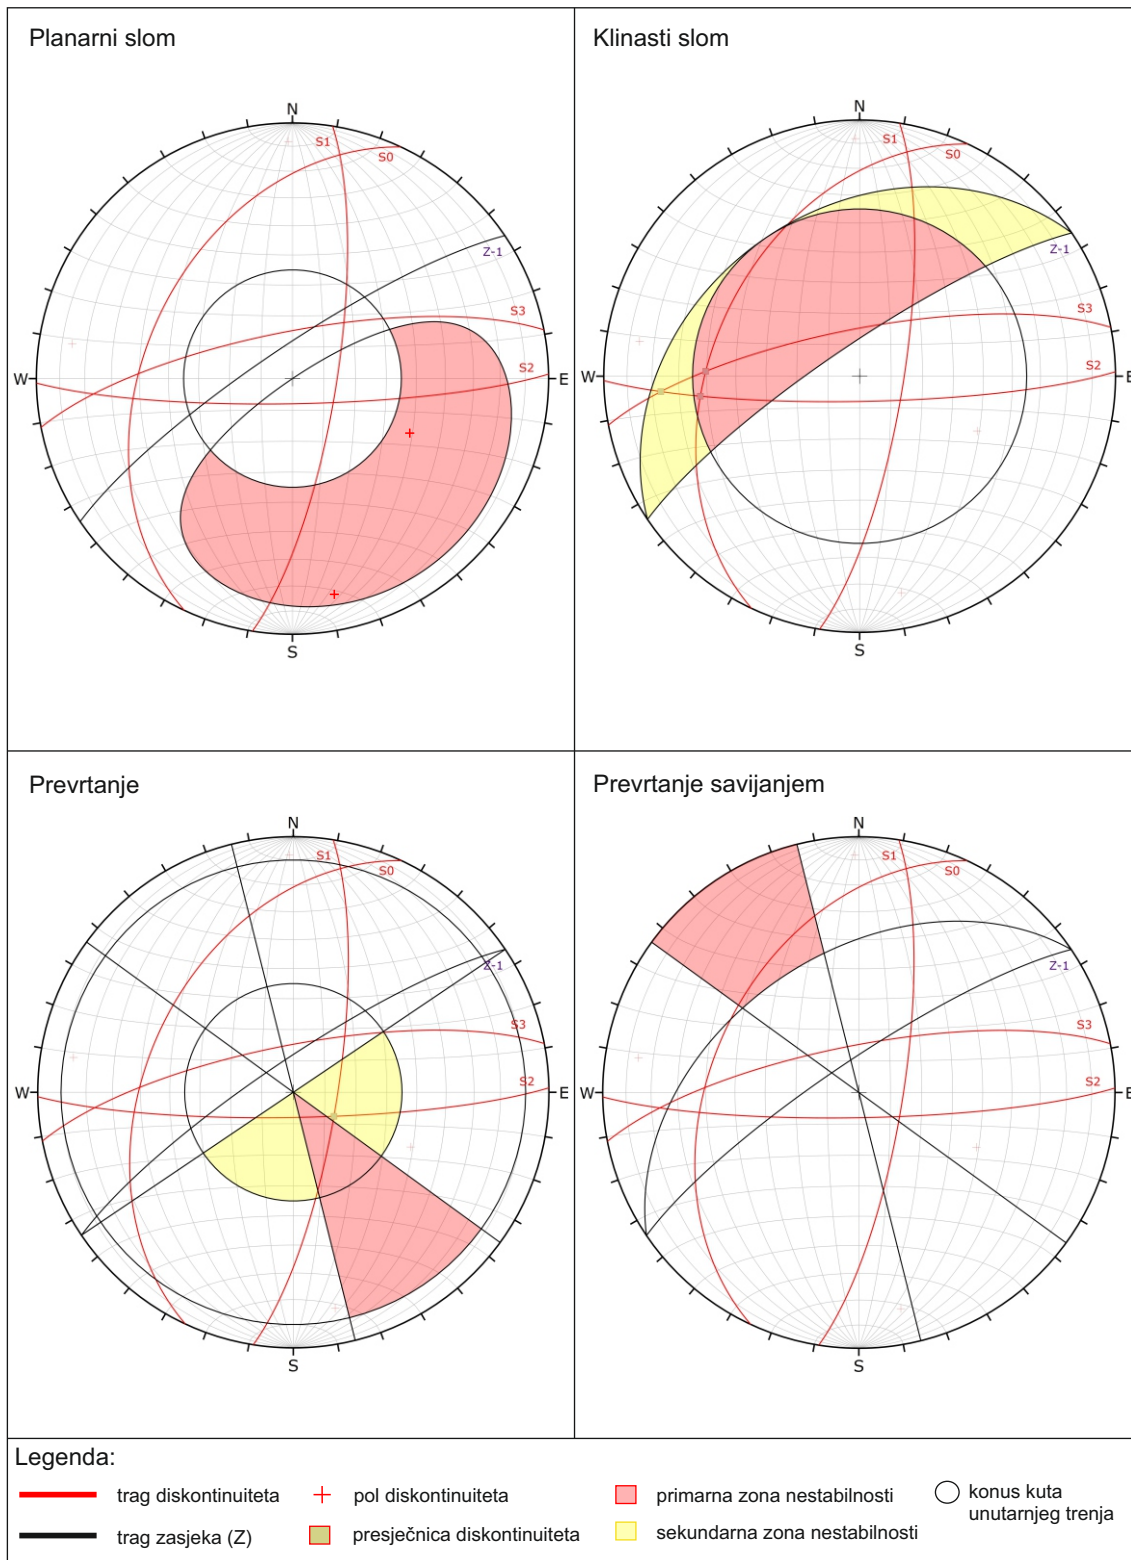 Planarni slom
N
S1
S0
Z-1
S3
S2
W
E
S
Klinasti slom
N
S1
S0
Z-1
S3
S2
W
E
S
Prevrtanje
N
S1
S0
Z-1
S3
S2
W
E
S
Prevrtanje savijanjem
N
S1
S0
Z-1
S3
S2
W
E
S
Legenda:
trag diskontinuiteta
pol diskontinuiteta
primarna zona nestabilnosti
konus kuta
unutarnjeg trenja
trag zasjeka (Z)
presječnica diskontinuiteta
sekundarna zona nestabilnosti